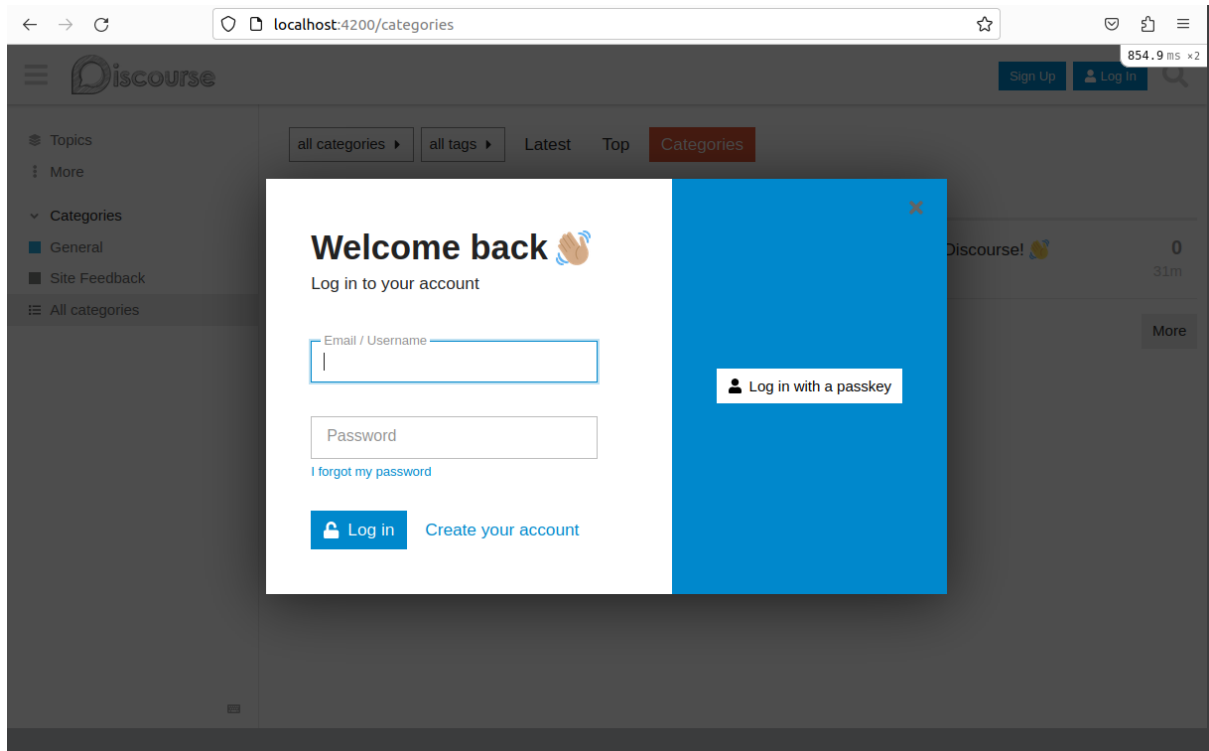 localhost:4200/categories
854.9 ms ×2
Discourse
Sign Up
Log In
Topics
More
Categories
General
Site Feedback
All categories
all categories
all tags
Latest
Top
Categories
Discourse! 👋
0
31m
More
Welcome back 👋🏼
Log in to your account
Email / Username
Password
I forgot my password
Log in
Create your account
Log in with a passkey